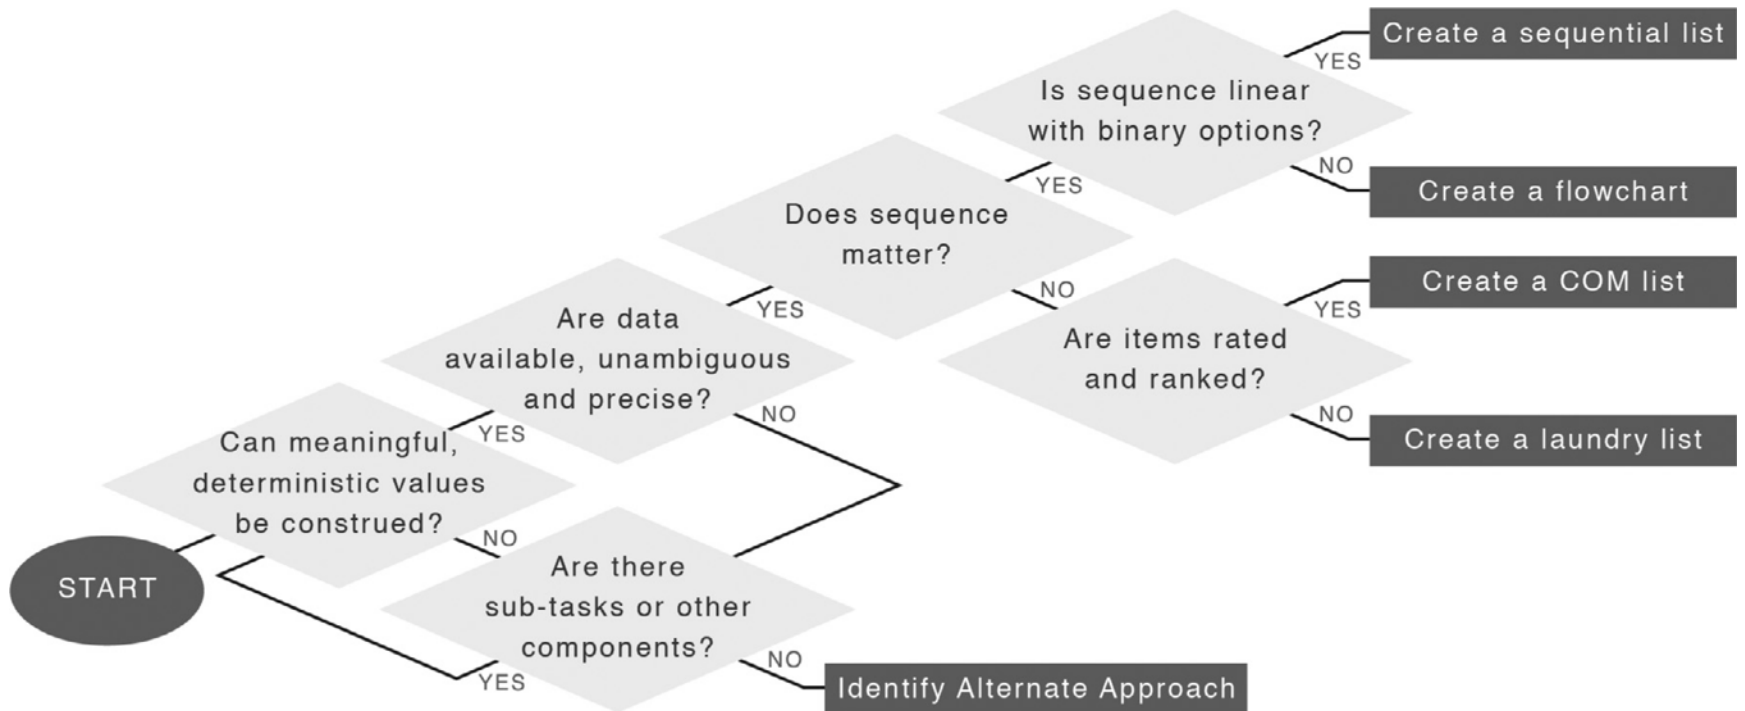 START
Can meaningful,
deterministic values
be construed?
YES
NO
Are data
available, unambiguous
and precise?
YES
NO
Are there
sub-tasks or other
components?
YES
NO
Identify Alternate Approach
Does sequence
matter?
YES
NO
Is sequence linear
with binary options?
YES
Create a sequential list
NO
Create a flowchart
Are items rated
and ranked?
YES
Create a COM list
NO
Create a laundry list